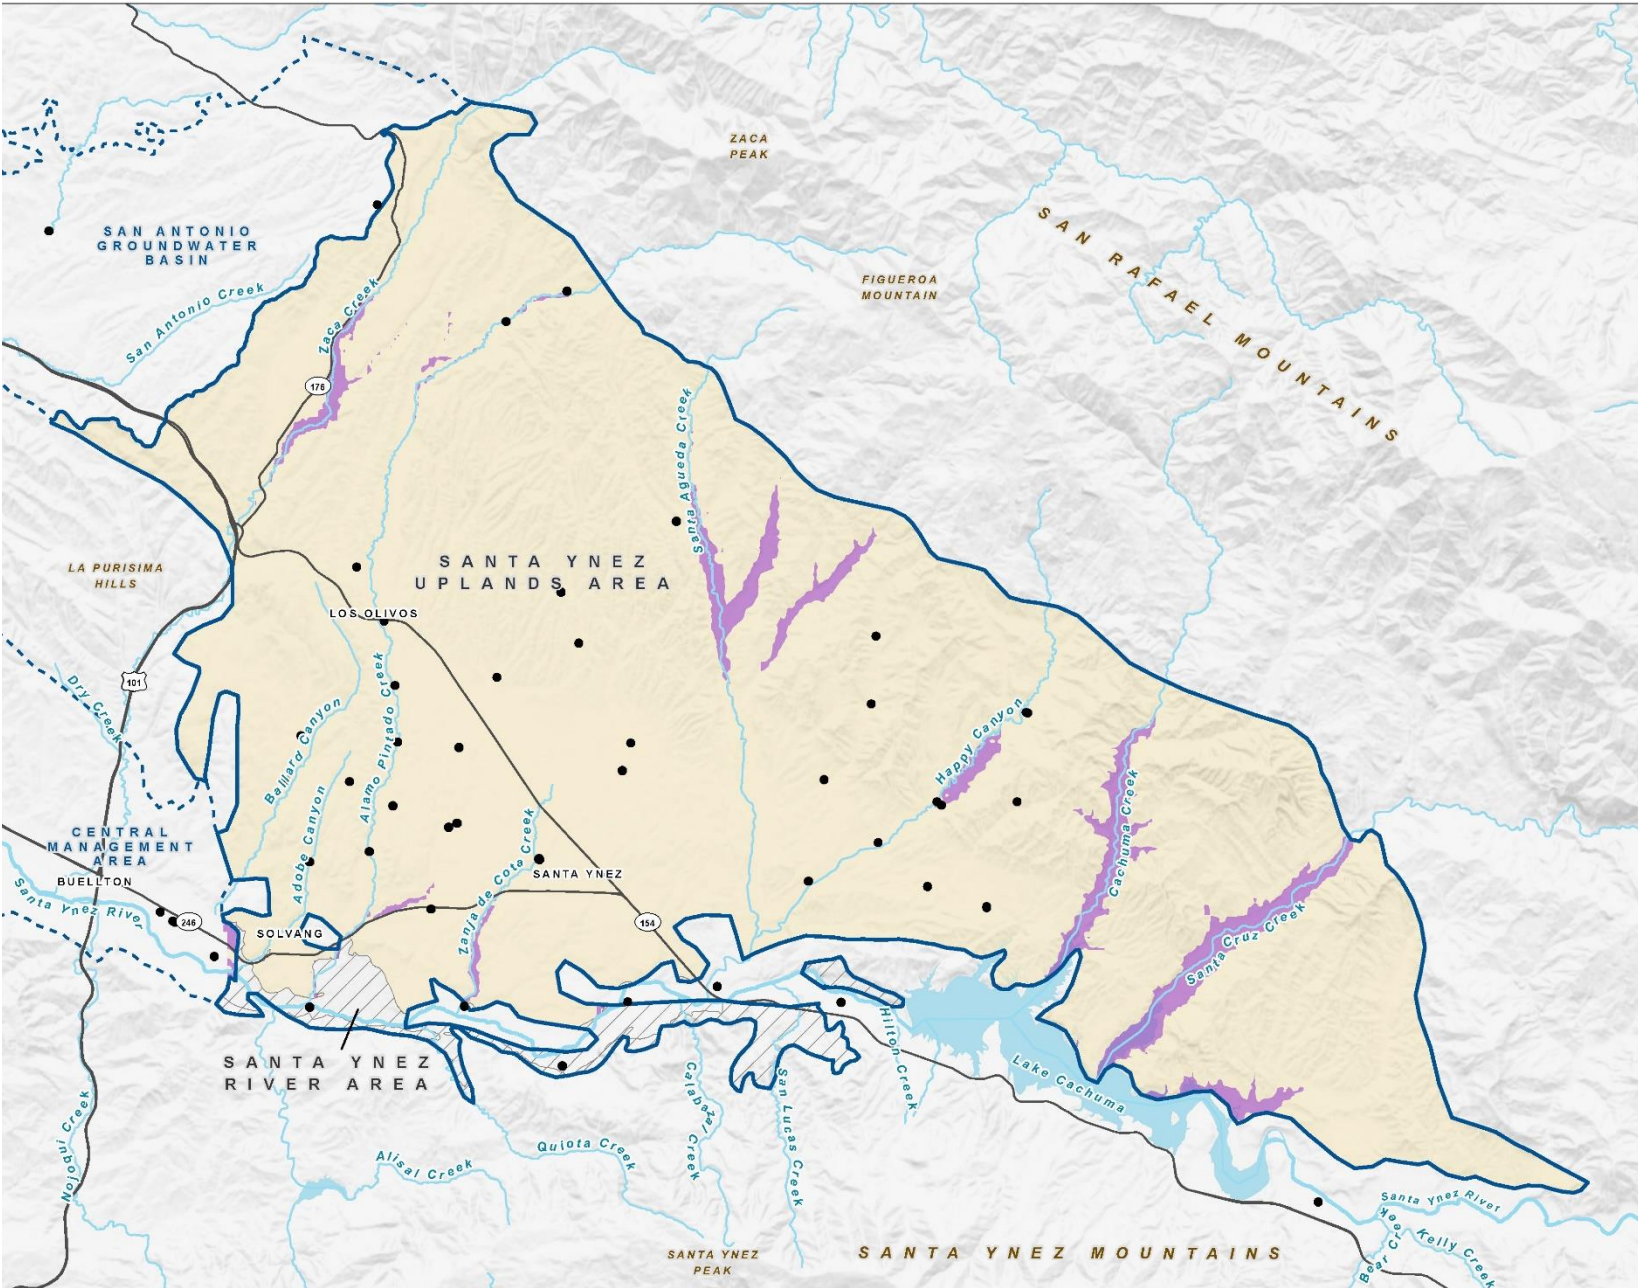 ZACA
PEAK
SAN ANTONIO
GROUNDWATER
BASIN
SAN RAFAEL MOUNTAINS
FIGUEROA
MOUNTAIN
San Antonio Creek
Zaca Creek
176
Santa Agueda Creek
LA PURISIMA
HILLS
SANTA YNEZ
UPLANDS AREA
LOS OLIVOS
101
Dry Creek
Ballard Canyon
Alamo Pintado Creek
Happy Canyon
Adobe Canyon
Cachuma Creek
CENTRAL
MANAGEMENT
AREA
BUELLTON
Zanja de Cota Creek
SANTA YNEZ
Santa Ynez River
246
SOLVANG
154
Santa Cruz Creek
SANTA YNEZ
RIVER AREA
Hilton Creek
Lake Cachuma
Calabazal Creek
San Lucas Creek
Nojoqui Creek
Alisal Creek
Quiota Creek
Santa Ynez River
Bear Creek
Kelly Creek
SANTA YNEZ
PEAK
SANTA YNEZ MOUNTAINS